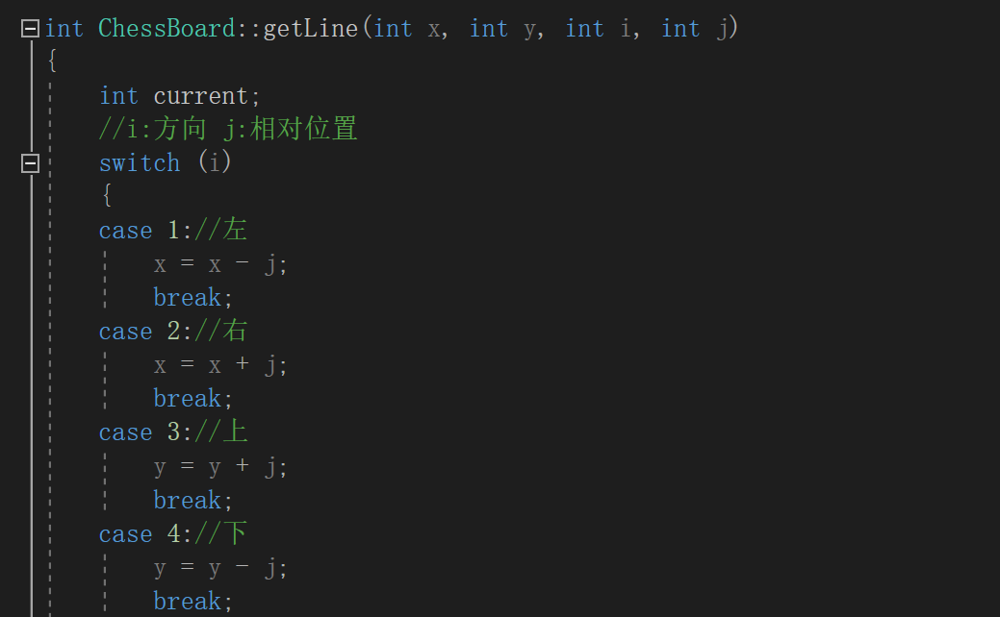 int ChessBoard::getLine(int x, int y, int i, int j)
{
int current;
//i:方向 j:相对位置
switch (i)
{
case 1://左
x = x - j;
break;
case 2://右
x = x + j;
break;
case 3://上
y = y + j;
break;
case 4://下
y = y - j;
break;